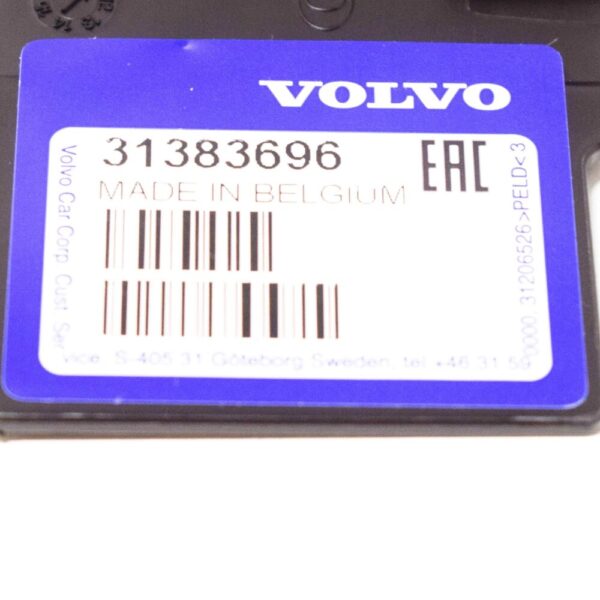 VOLVO
31383696
EAC
MADE IN BELGIUM
Volvo Car Corp. Cust. Ser
vice. S-405 31 Göteborg Sweden, tel +46 31 59
0000. 31206526>PELD<3